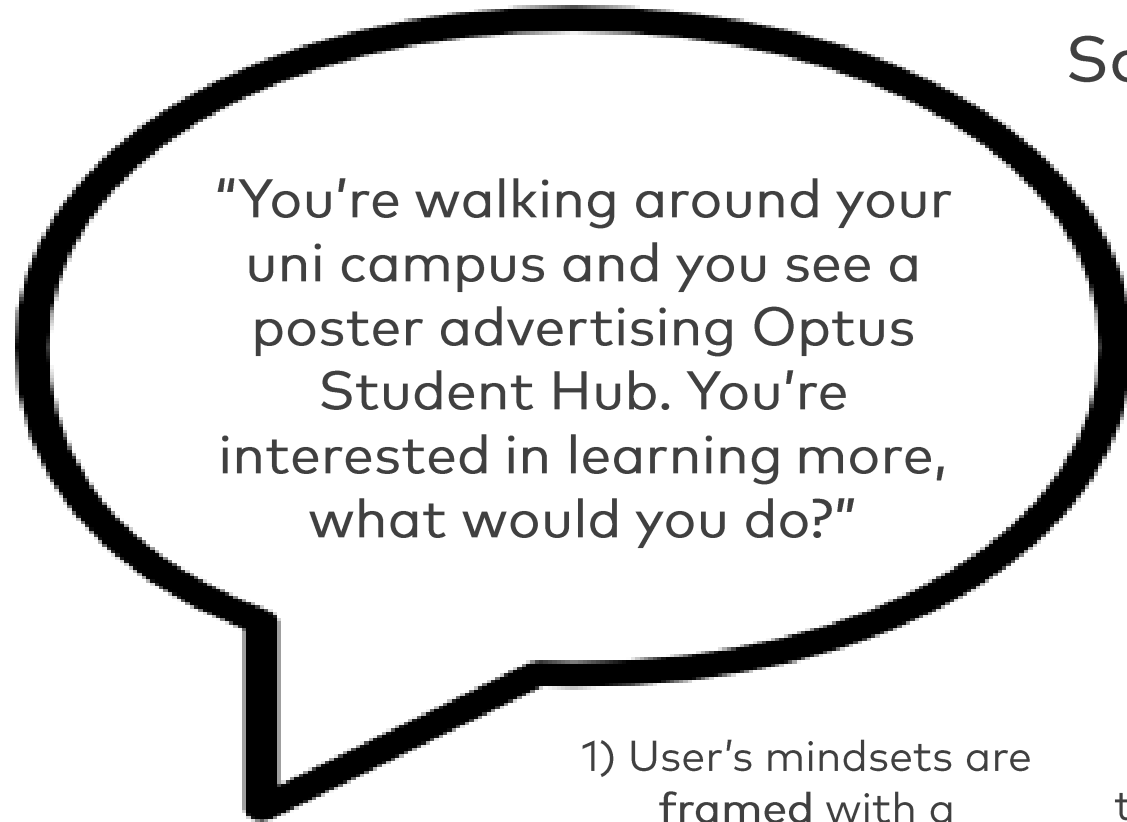 “You’re walking around your
uni campus and you see a
poster advertising Optus
Student Hub. You’re
interested in learning more,
what would you do?”
1) User’s mindsets are
framed with a